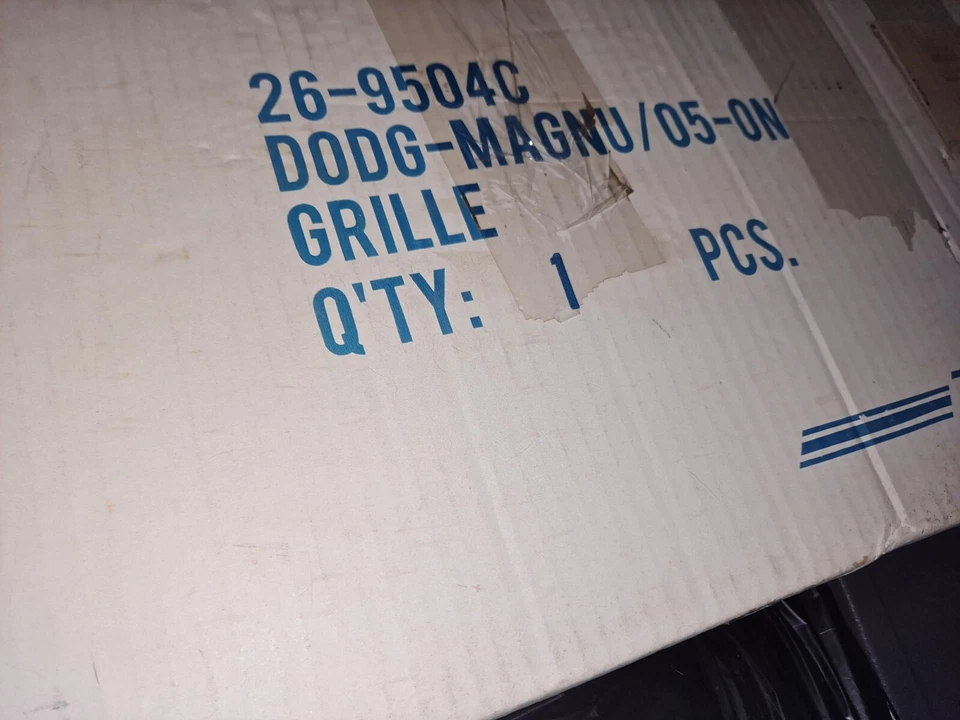 26-9504C
DODG-MAGNU/05-ON
GRILLE
Q'TY: 1 PCS.